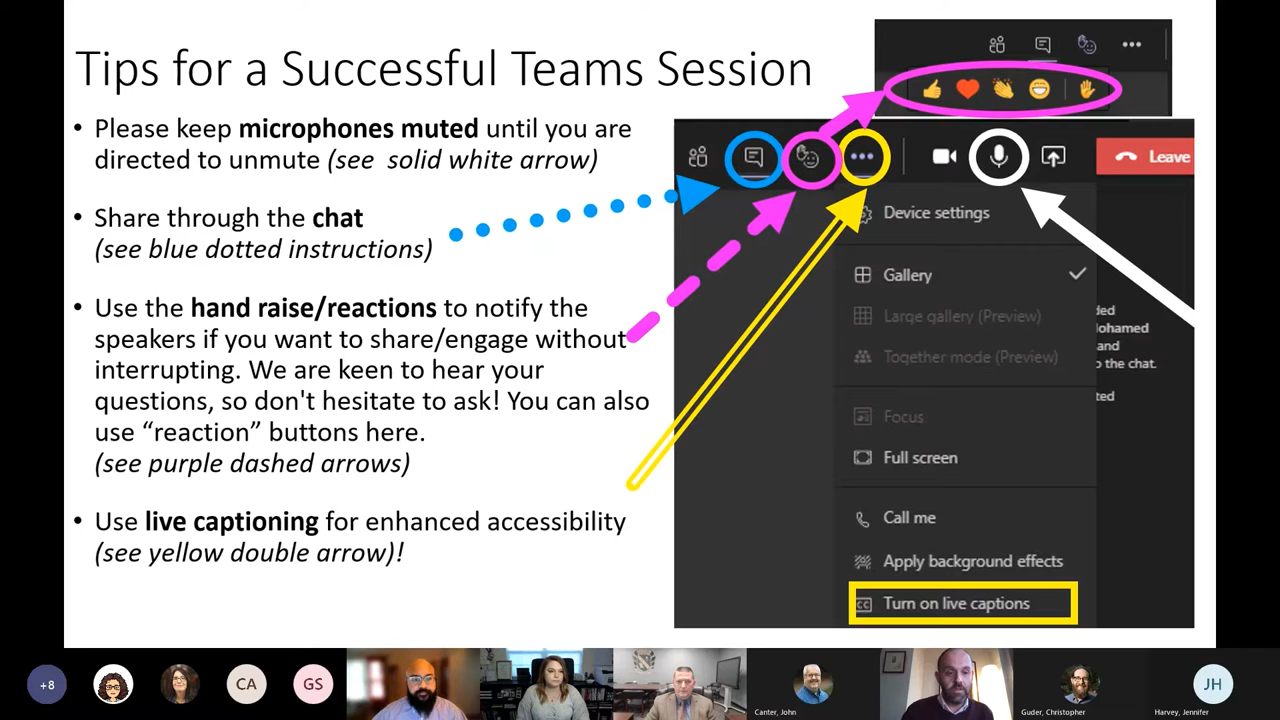 Tips for a Successful Teams Session
• Please keep microphones muted until you are
directed to unmute (see solid white arrow)
• Share through the chat
(see blue dotted instructions)
• Use the hand raise/reactions to notify the
speakers if you want to share/engage without
interrupting. We are keen to hear your
questions, so don't hesitate to ask! You can also
use “reaction” buttons here.
(see purple dashed arrows)
• Use live captioning for enhanced accessibility
(see yellow double arrow)!
Leave
Device settings
Gallery
Large gallery (Preview)
Together mode (Preview)
Focus
Full screen
Call me
Apply background effects
CC Turn on live captions
ded
lohamed
and
o the chat.
ted
+8
CA
GS
Canter, John
Guder, Christopher
JH
Harvey, Jennifer